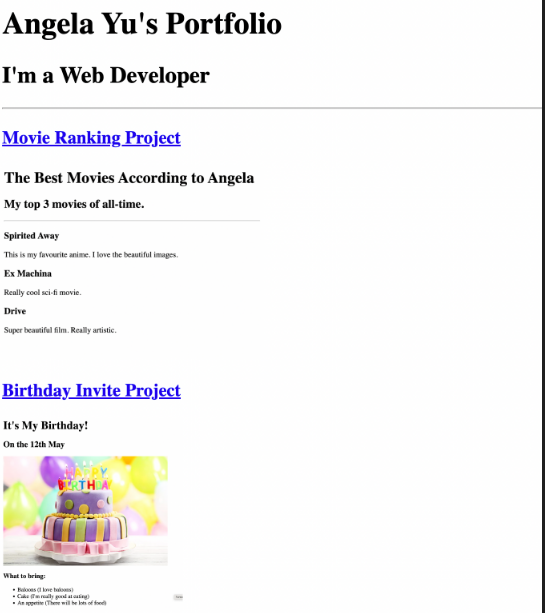 Angela Yu's Portfolio
I'm a Web Developer
Movie Ranking Project
The Best Movies According to Angela
My top 3 movies of all-time.
Spirited Away
This is my favourite anime. I love the beautiful images.
Ex Machina
Really cool sci-fi movie.
Drive
Super beautiful film. Really artistic.
Birthday Invite Project
It's My Birthday!
On the 12th May
HAPPY
BIRTHDAY
What to bring:
Baloons (I love baloons)
Cake (I'm really good at eating)
An appetite (There will be lots of food)